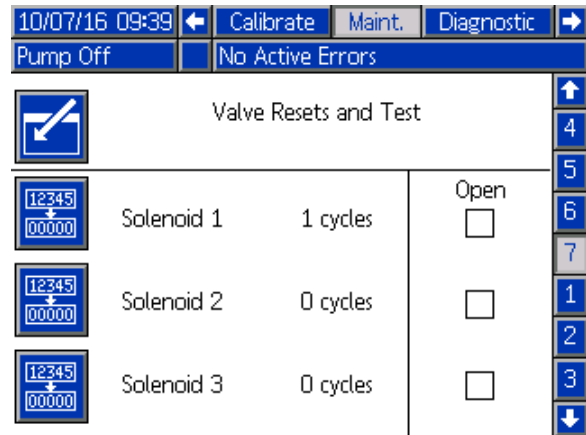 10/07/16 09:39 Calibrate Maint. Diagnostic
Pump Off No Active Errors
Valve Resets and Test
4
5
6
7
1
2
3
Open
12345
00000
Solenoid 1 1 cycles
12345
00000
Solenoid 2 0 cycles
12345
00000
Solenoid 3 0 cycles